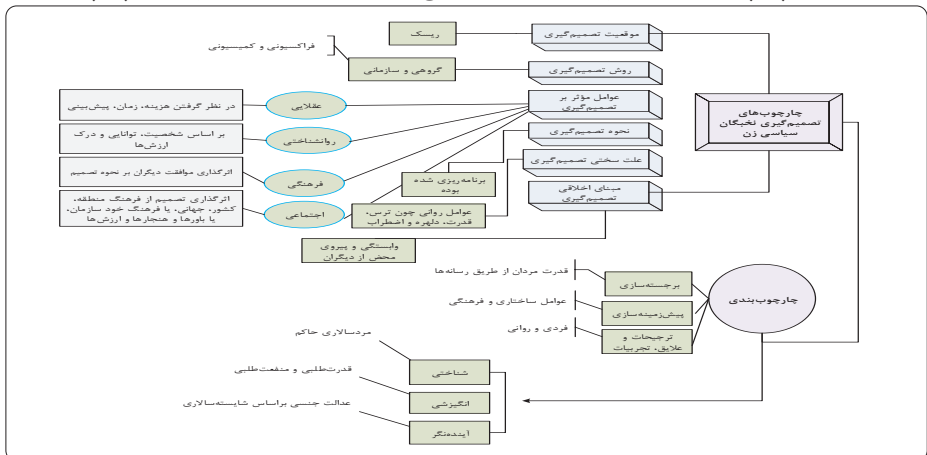 چارچوب‌های
تصمیم‌گیری نخبگان
سیاسی زن
موقعیت تصمیم‌گیری
ریسک
روش تصمیم‌گیری
گروهی و سازمانی
فراکسیونی و کمیسیونی
عوامل مؤثر بر
تصمیم‌گیری
عقلایی
در نظر گرفتن هزینه، زمان، پیش‌بینی
روانشناختی
بر اساس شخصیت، توانایی و درک
ارزش‌ها
فرهنگی
اثرگذاری موافقت دیگران بر نحوه تصمیم
اجتماعی
اثرگذاری تصمیم از فرهنگ منطقه،
کشور، جهانی، یا فرهنگ خود سازمان،
یا باورها و هنجارها و ارزش‌ها
نحوه تصمیم‌گیری
برنامه‌ریزی شده
بوده
علت سختی تصمیم‌گیری
عوامل روانی چون ترس،
قدرت، دلهره و اضطراب
مبنای اخلاقی
تصمیم‌گیری
وابستگی و پیروی
محض از دیگران
چارچوب‌بندی
برجسته‌سازی
قدرت مردان از طریق رسانه‌ها
پیش‌زمینه‌سازی
عوامل ساختاری و فرهنگی
ترجیحات و
علایق، تجربیات
فردی و روانی
شناختی
مردسالاری حاکم
انگیزشی
قدرت‌طلبی و منفعت‌طلبی
آینده‌نگر
عدالت جنسی براساس شایسته‌سالاری